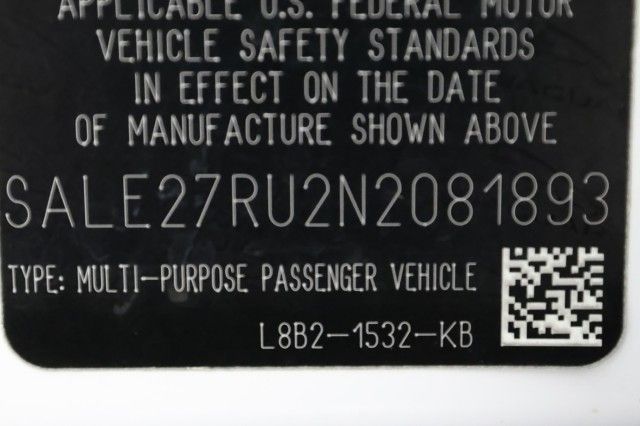 APPLICABLE U.S. FEDERAL MOTOR
VEHICLE SAFETY STANDARDS
IN EFFECT ON THE DATE
OF MANUFACTURE SHOWN ABOVE
SALE27RU2N2081893
TYPE: MULTI-PURPOSE PASSENGER VEHICLE
L8B2-1532-KB